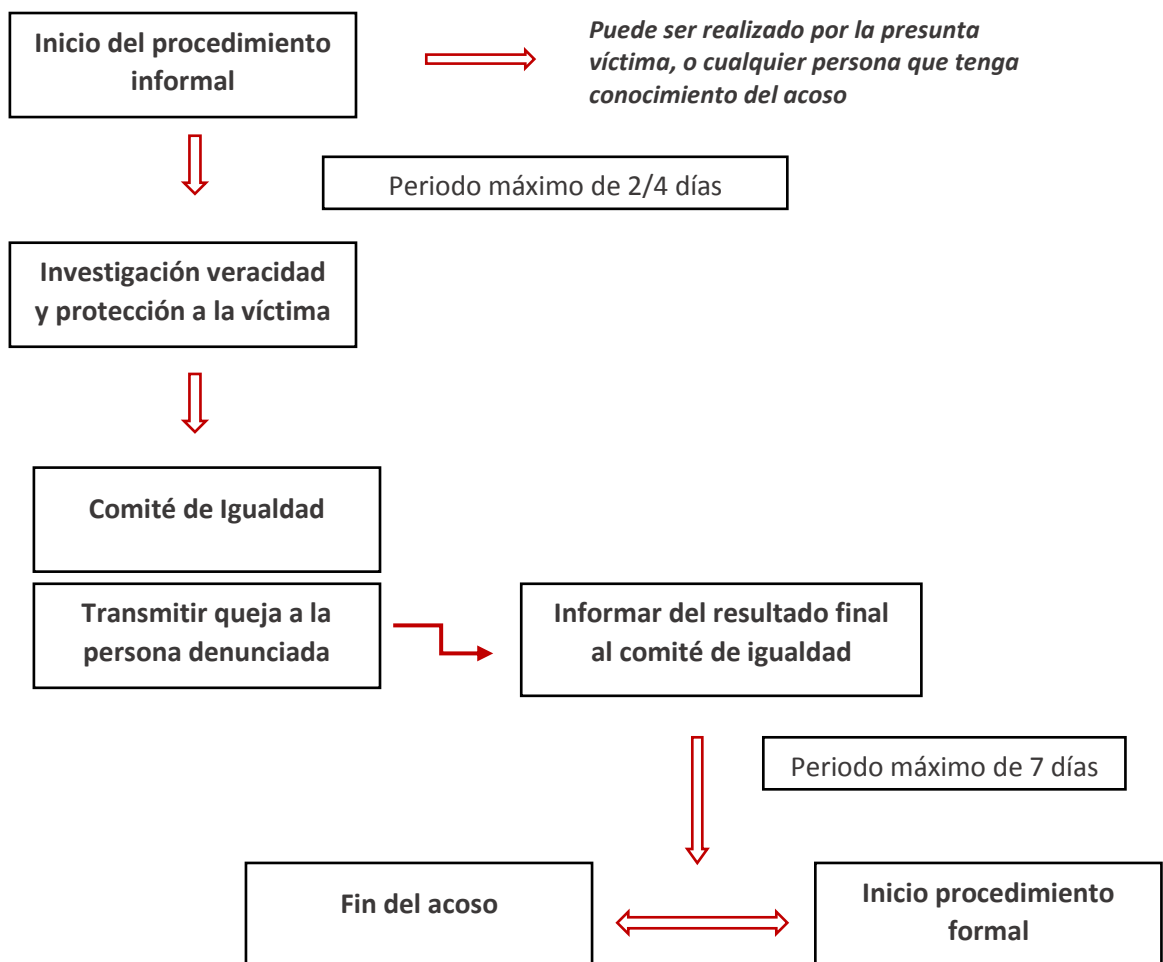 Inicio del procedimiento
informal
Puede ser realizado por la presunta
víctima, o cualquier persona que tenga
conocimiento del acoso
Periodo máximo de 2/4 días
Investigación veracidad
y protección a la víctima
Comité de Igualdad
Transmitir queja a la
persona denunciada
Informar del resultado final
al comité de igualdad
Periodo máximo de 7 días
Fin del acoso
Inicio procedimiento
formal